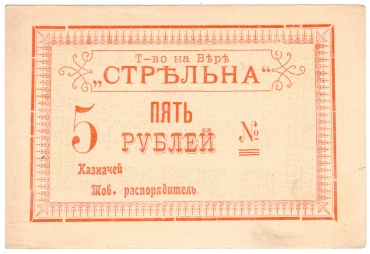 Т-во на Вѣрѣ
„СТРѢЛЬНА“
5 ПЯТЬ
РУБЛЕЙ №
Казначей
Тов. распорядитель